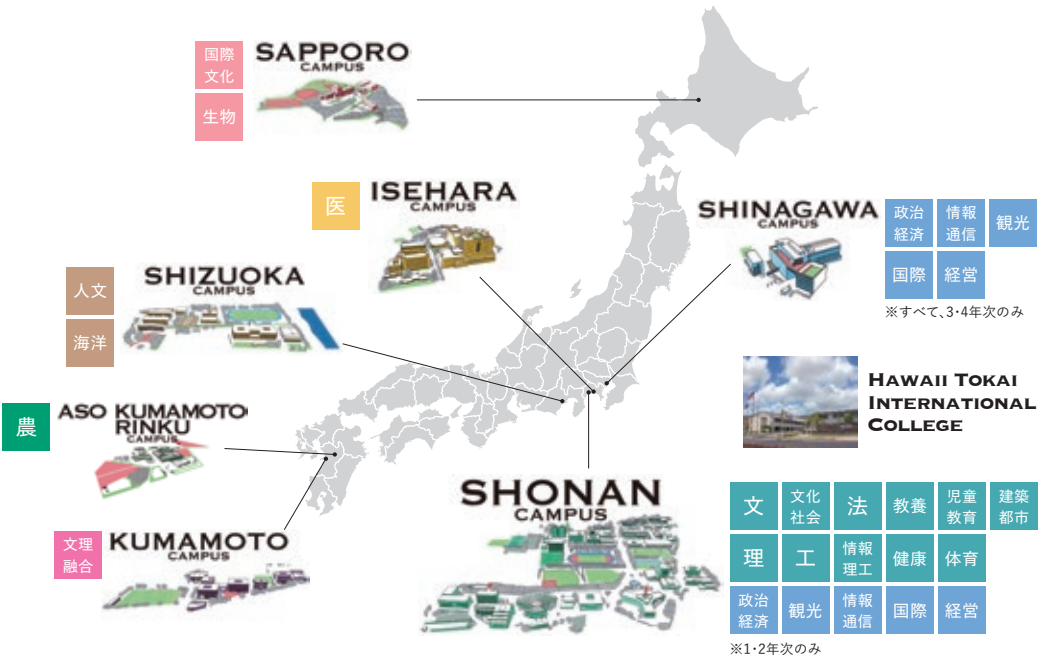 国際
文化
生物
SAPPORO
CAMPUS
医
ISEHARA
CAMPUS
SHINAGAWA
CAMPUS
政治
経済
情報
通信
観光
国際
経営
※すべて、3・4年次のみ
人文
海洋
SHIZUOKA
CAMPUS
HAWAII TOKAI
INTERNATIONAL
COLLEGE
農
ASO KUMAMOTO
RINKU
CAMPUS
文理
融合
KUMAMOTO
CAMPUS
SHONAN
CAMPUS
文
文化
社会
法
教養
児童
教育
建築
都市
理
工
情報
理工
健康
体育
政治
経済
観光
情報
通信
国際
経営
※1・2年次のみ